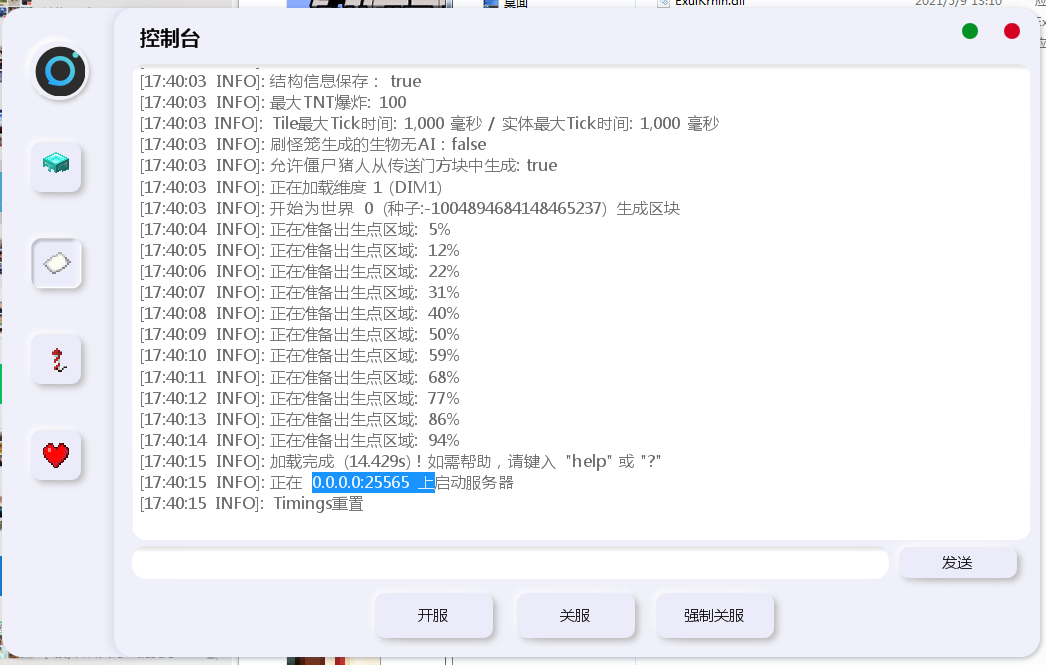 桌面
ExuiKrnln.dll
2021/5/9 13:10
控制台
[17:40:03 INFO]: 结构信息保存： true
[17:40:03 INFO]: 最大TNT爆炸: 100
[17:40:03 INFO]: Tile最大Tick时间: 1,000 毫秒 / 实体最大Tick时间: 1,000 毫秒
[17:40:03 INFO]: 刷怪笼生成的生物无AI : false
[17:40:03 INFO]: 允许僵尸猪人从传送门方块中生成: true
[17:40:03 INFO]: 正在加载维度 1 (DIM1)
[17:40:03 INFO]: 开始为世界 0 (种子:-1004894684148465237) 生成区块
[17:40:04 INFO]: 正在准备出生点区域: 5%
[17:40:05 INFO]: 正在准备出生点区域: 12%
[17:40:06 INFO]: 正在准备出生点区域: 22%
[17:40:07 INFO]: 正在准备出生点区域: 31%
[17:40:08 INFO]: 正在准备出生点区域: 40%
[17:40:09 INFO]: 正在准备出生点区域: 50%
[17:40:10 INFO]: 正在准备出生点区域: 59%
[17:40:11 INFO]: 正在准备出生点区域: 68%
[17:40:12 INFO]: 正在准备出生点区域: 77%
[17:40:13 INFO]: 正在准备出生点区域: 86%
[17:40:14 INFO]: 正在准备出生点区域: 94%
[17:40:15 INFO]: 加载完成 (14.429s)！如需帮助，请键入 "help" 或 "?"
[17:40:15 INFO]: 正在 0.0.0.0:25565 上启动服务器
[17:40:15 INFO]: Timings重置
发送
开服
关服
强制关服